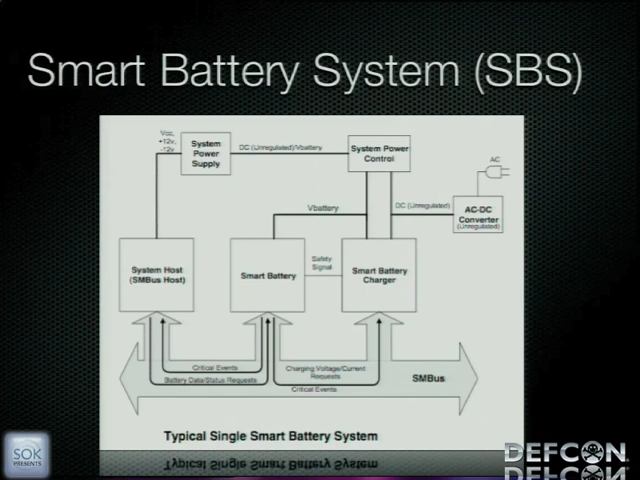 Smart Battery System (SBS)
Vcc,
+12v,
-12v
System
Power
Supply
DC (Unregulated)/Vbattery
System Power
Control
AC
Vbattery
DC (Unregulated)
AC-DC
Converter
(Unregulated)
System Host
(SMBus Host)
Smart Battery
Safety
Signal
Smart Battery
Charger
Critical Events
Battery Data/Status Requests
Charging Voltage/Current
Requests
Critical Events
SMBus
Typical Single Smart Battery System
SOK
PRESENTS
DEFCON